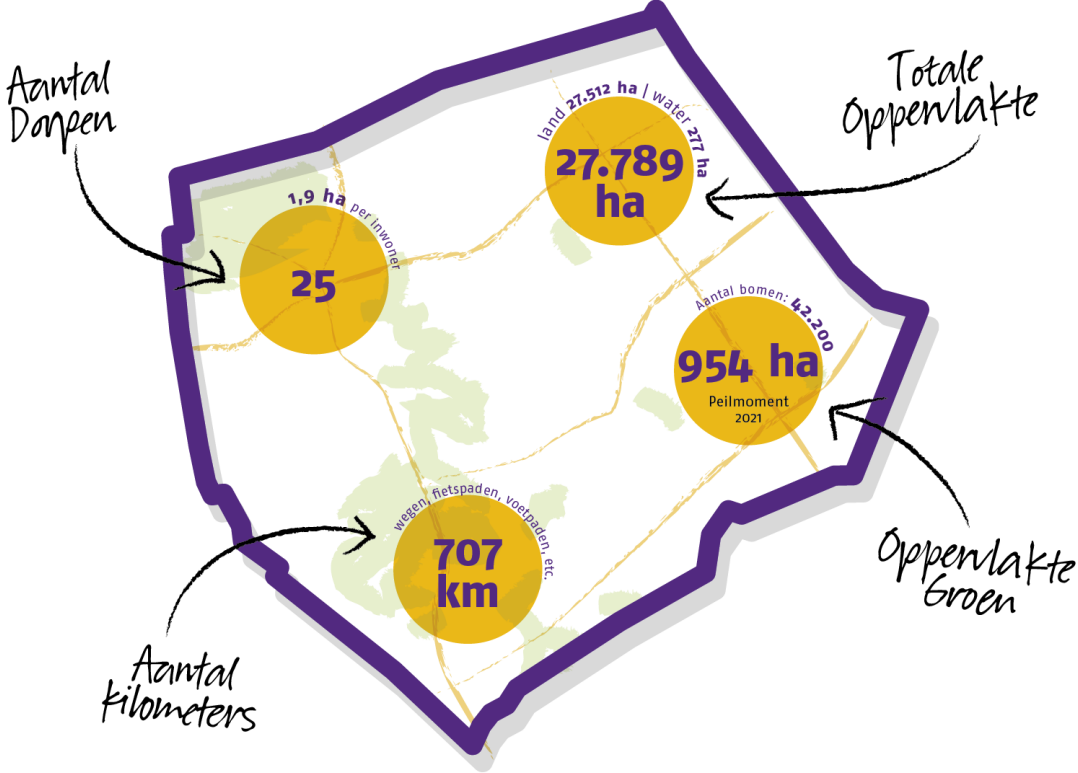 Aantal
Dorpen
1,9 ha per inwoner
25
land 27.512 ha | water 277 ha
27.789
ha
Totale
Oppervlakte
Aantal bomen: 42.200
954 ha
Peilmoment
2021
Oppervlakte
Groen
wegen, fietspaden, voetpaden, etc.
707
km
Aantal
kilometers